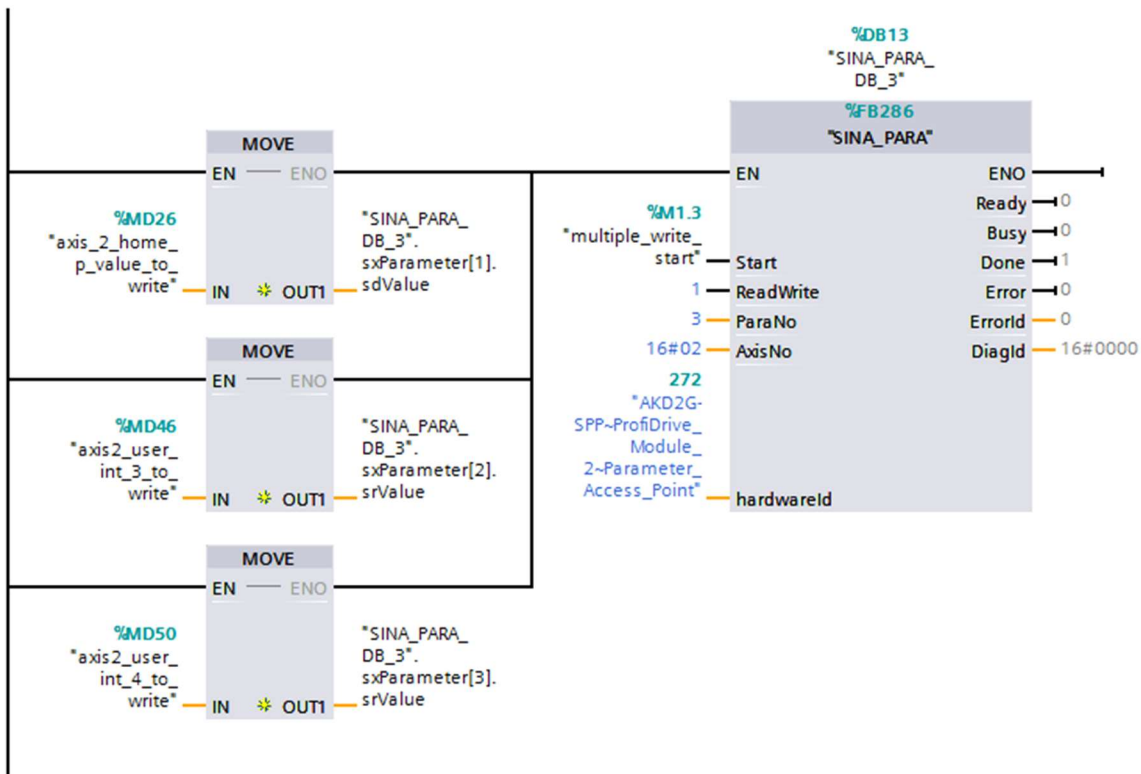 %DB13
"SINA_PARA_
DB_3"
%FB286
"SINA_PARA"
MOVE
EN ENO
EN ENO
%MD26
"axis_2_home_
p_value_to_
write"
IN OUT1
"SINA_PARA_
DB_3".
sxParameter[1].
sdValue
%M1.3
"multiple_write_
start"
Start
Ready 0
Busy 0
Done 1
1 ReadWrite
Error 0
3 ParaNo
ErrorId 0
16#02 AxisNo
DiagId 16#0000
272
"AKD2G-
SPP~ProfiDrive_
Module_
2~Parameter_
Access_Point"
hardwareId
MOVE
EN ENO
%MD46
"axis2_user_
int_3_to_
write"
IN OUT1
"SINA_PARA_
DB_3".
sxParameter[2].
srValue
MOVE
EN ENO
%MD50
"axis2_user_
int_4_to_
write"
IN OUT1
"SINA_PARA_
DB_3".
sxParameter[3].
srValue